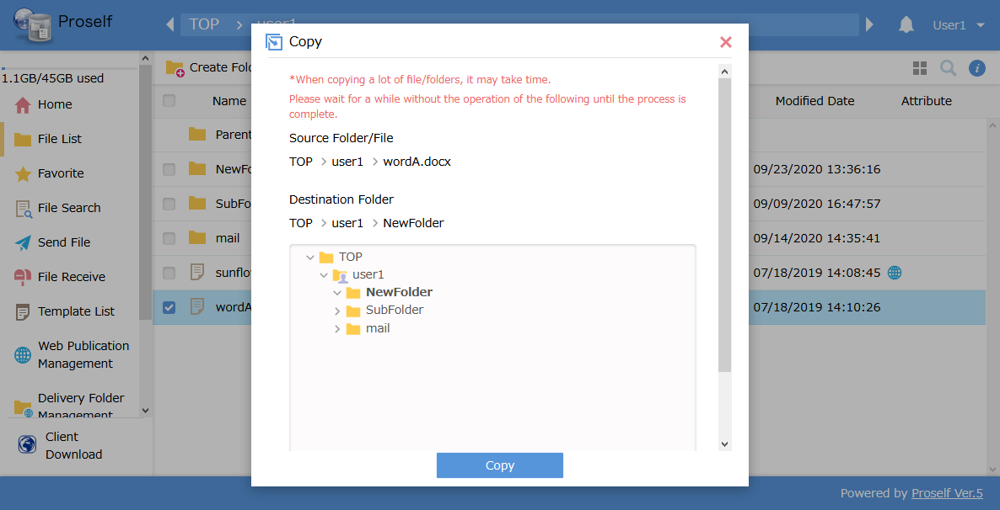 Proself
TOP > user1
User1
1.1GB/45GB used
Home
File List
Favorite
File Search
Send File
File Receive
Template List
Web Publication
Management
Delivery Folder
Management
Client
Download
Create
Name
Modified Date
Attribute
Parent
09/23/2020 13:36:16
09/09/2020 16:47:57
mail
09/14/2020 14:35:41
07/18/2019 14:08:45
07/18/2019 14:10:26
Copy
*When copying a lot of file/folders, it may take time.
Please wait for a while without the operation of the following until the process is
complete.
Source Folder/File
TOP > user1 > wordA.docx
Destination Folder
TOP > user1 > NewFolder
TOP
user1
NewFolder
SubFolder
mail
Copy
Powered by Proself Ver.5